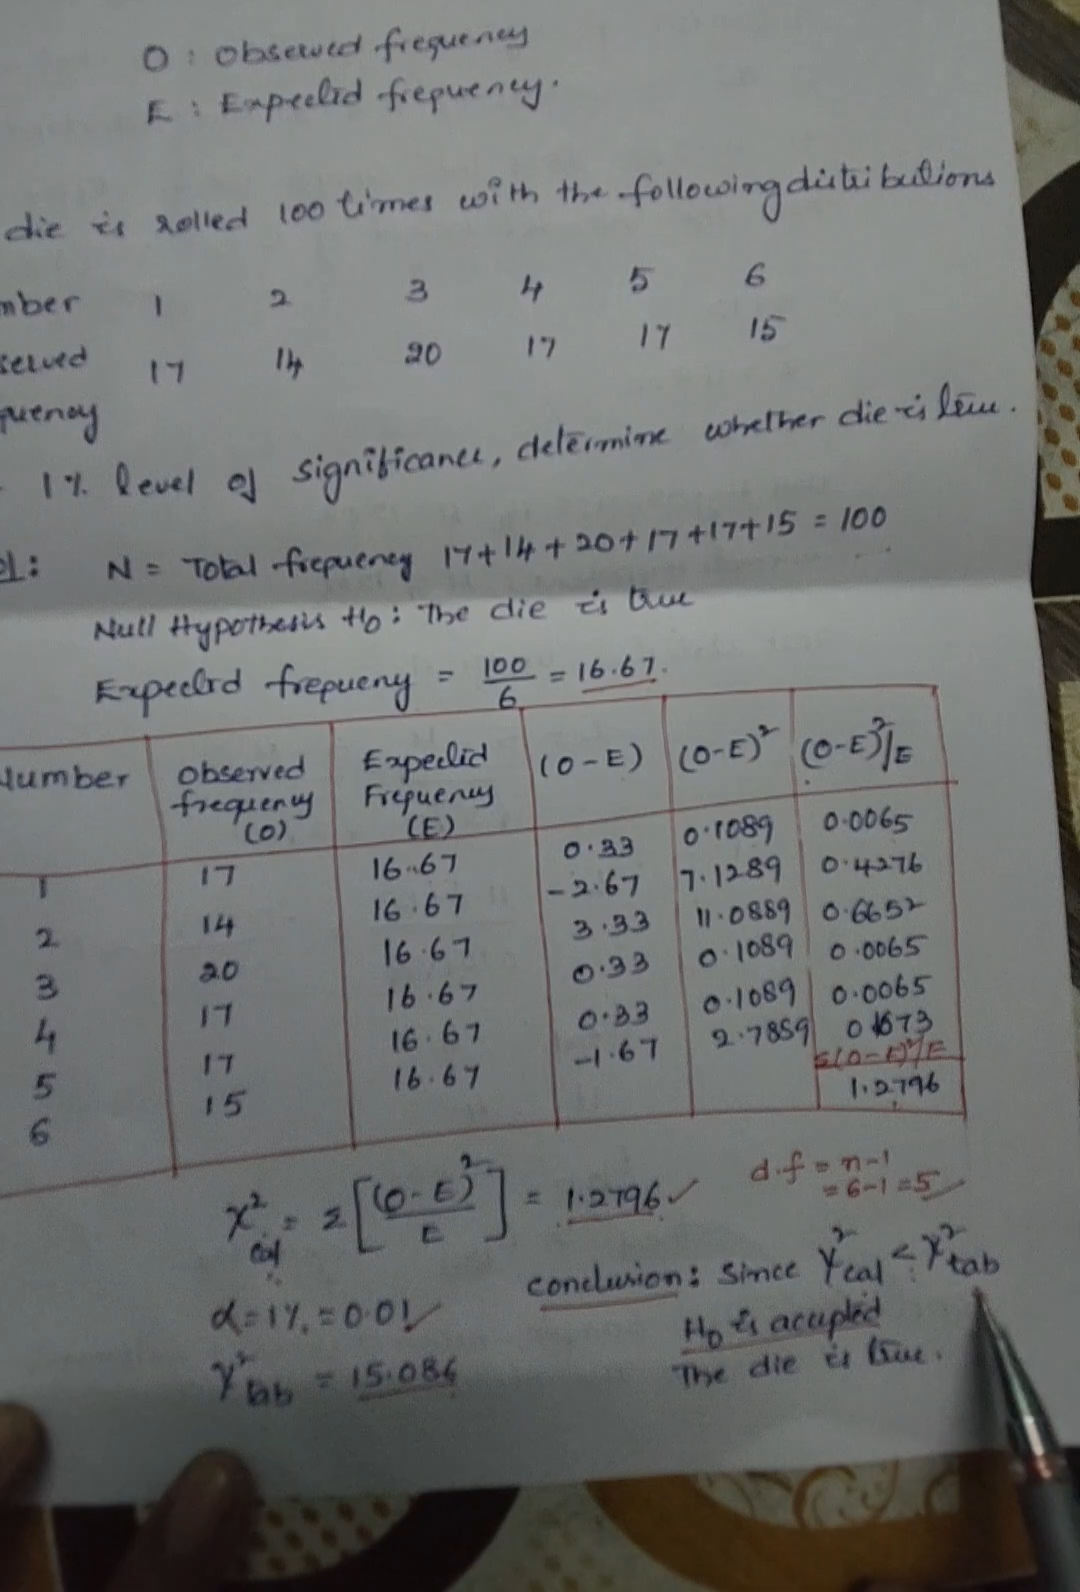 O : Observed frequency
E : Expected frequency.
die is rolled 100 times with the following distributions
mber 1 2 3 4 5 6
served 17 14 20 17 17 15
quency
1% level of significance, determine whether die is true.
ol: N = Total frequency 17+14+20+17+17+15 = 100
Null Hypothesis H₀: The die is true
Expected frequeny = 100/6 = 16.67.
Number Observed frequency (O) Expected Frequency (E) (O-E) (O-E)² (O-E)²/E
1 17 16.67 0.33 0.1089 0.0065
2 14 16.67 -2.67 7.1289 0.4276
3 20 16.67 3.33 11.0889 0.6652
4 17 16.67 0.33 0.1089 0.0065
5 17 16.67 0.33 0.1089 0.0065
6 15 16.67 -1.67 2.7889 0.1673
Σ(O-E)²/E
1.2796
χ²cal = Σ[(O-E)²/E] = 1.2796 ✓
d.f = n-1
= 6-1 = 5 ✓
α = 1% = 0.01 ✓
χ²tab = 15.086
Conclusion: Since χ²cal < χ²tab
H₀ is accepted
The die is true.